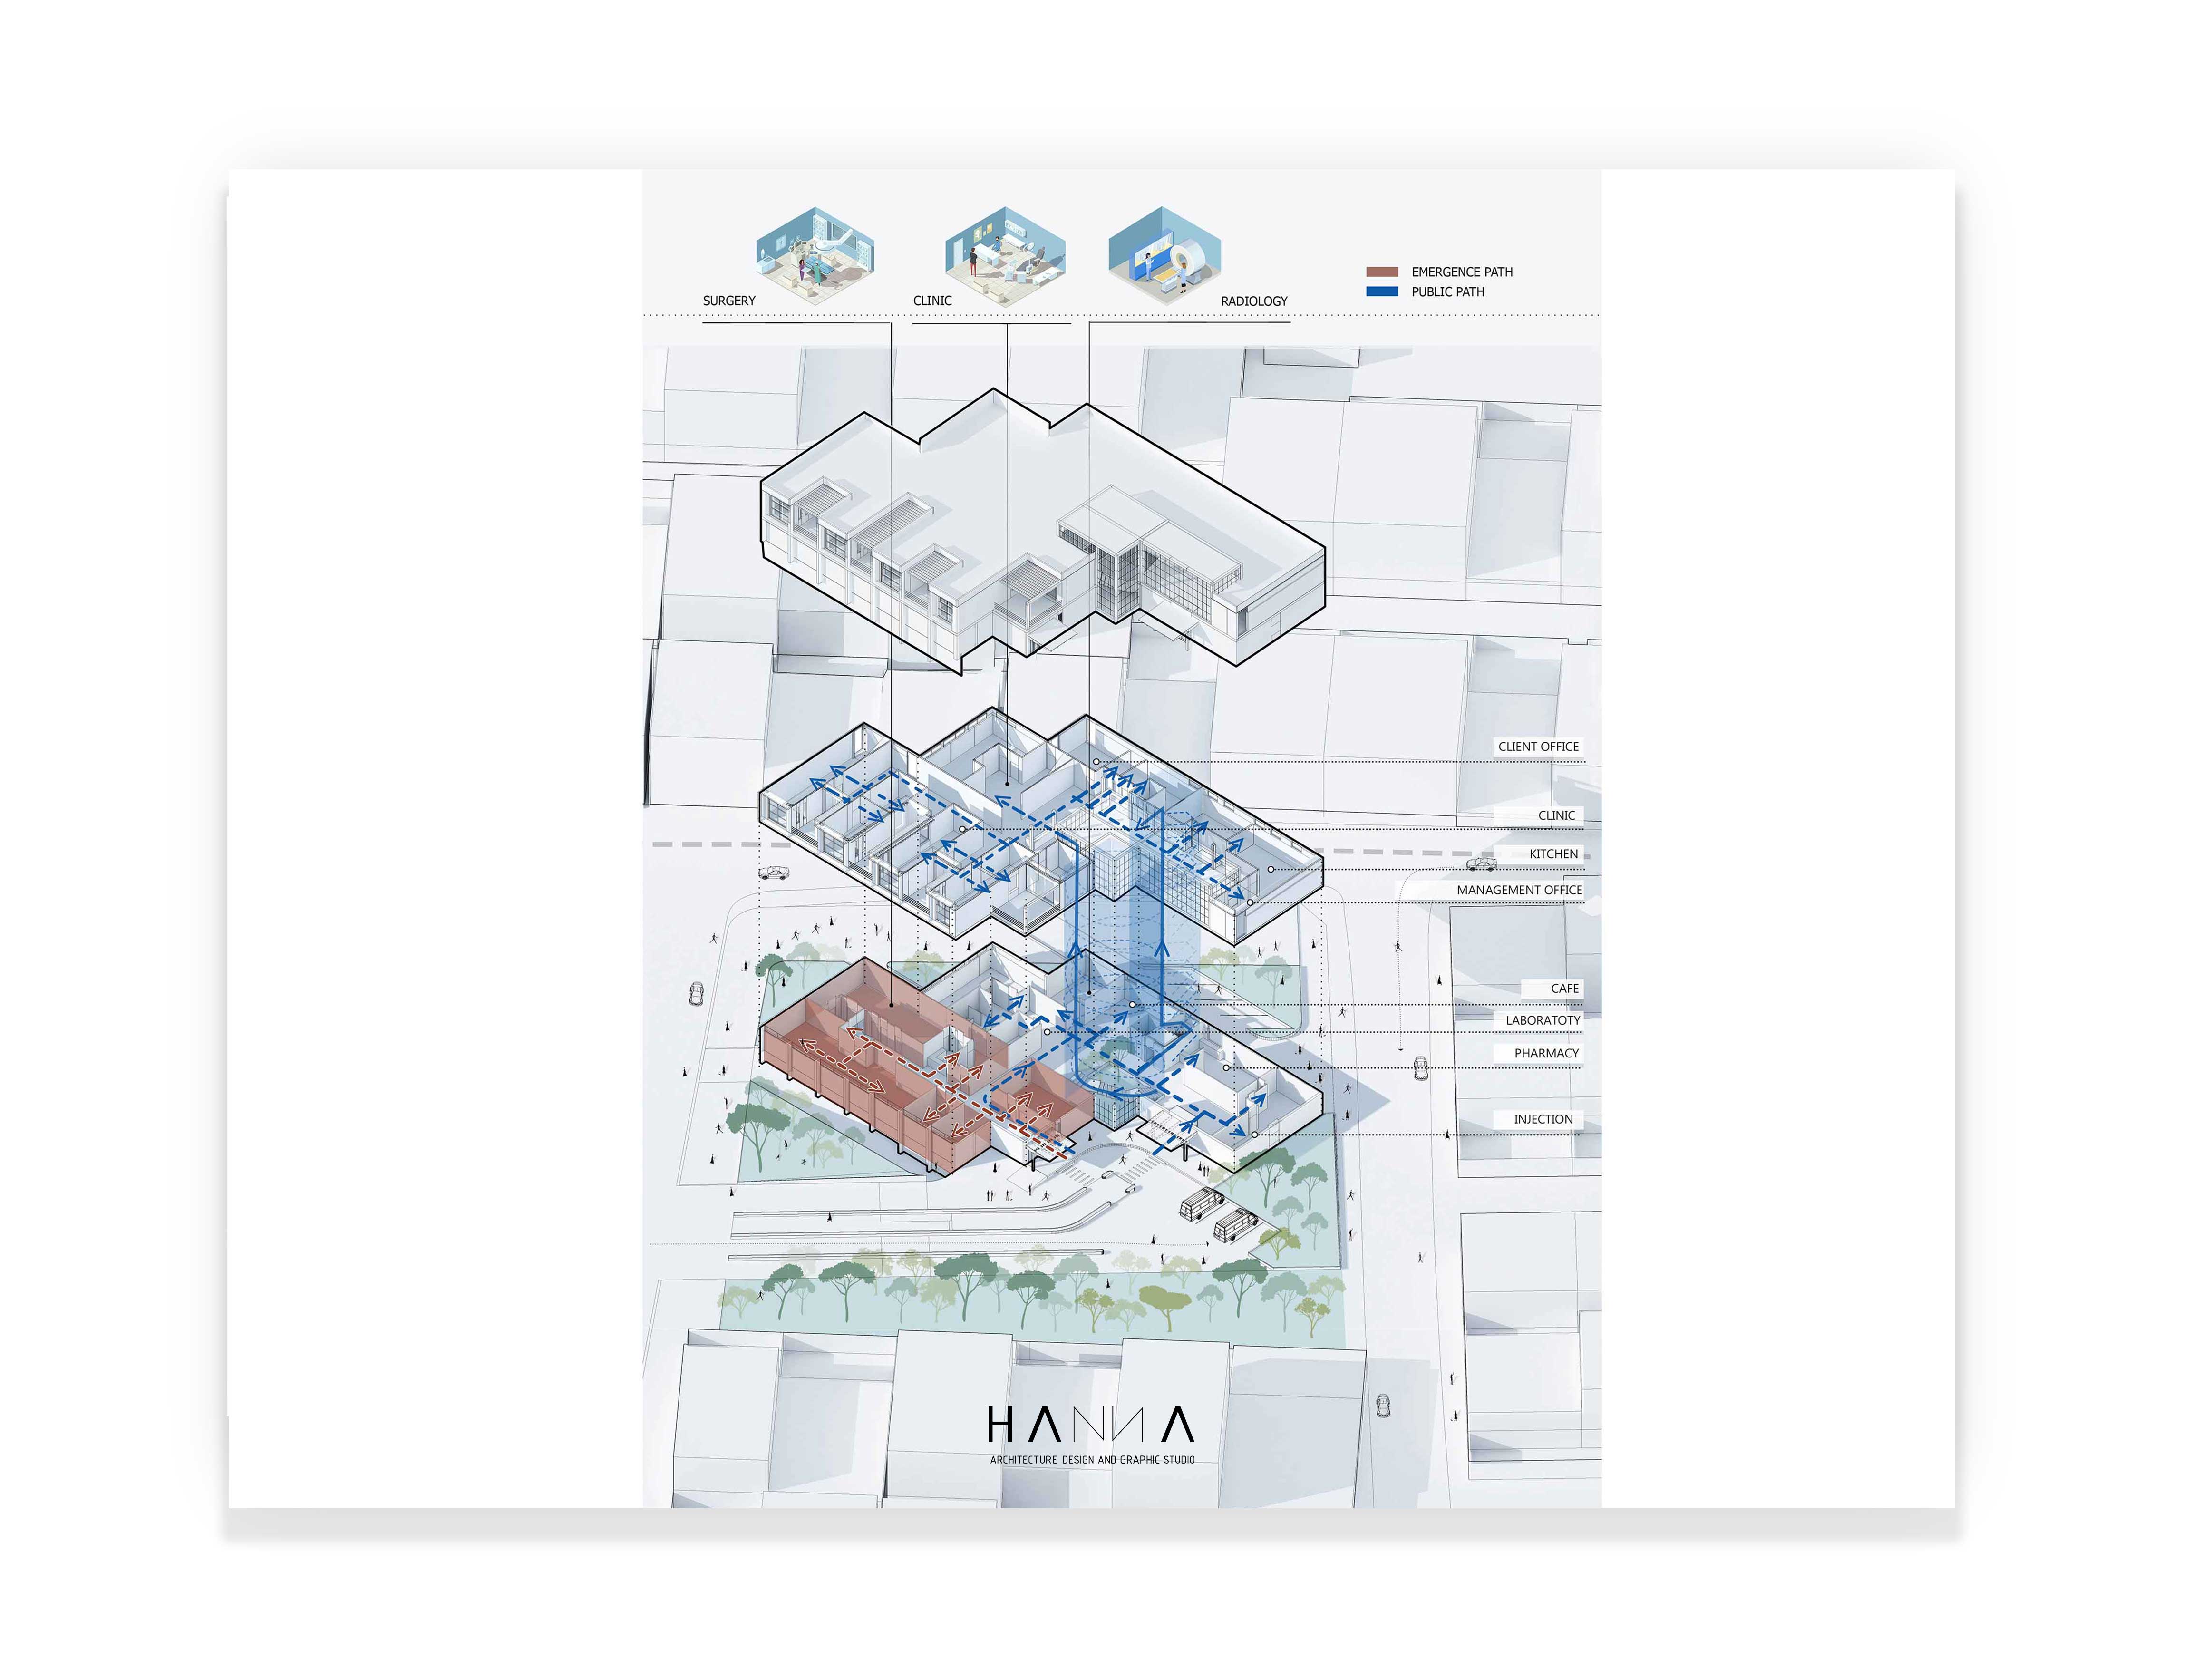 SURGERY
CLINIC
RADIOLOGY
EMERGENCE PATH
PUBLIC PATH
CLIENT OFFICE
CLINIC
KITCHEN
MANAGEMENT OFFICE
CAFE
LABORATOTY
PHARMACY
INJECTION
HANNA
ARCHITECTURE DESIGN AND GRAPHIC STUDIO